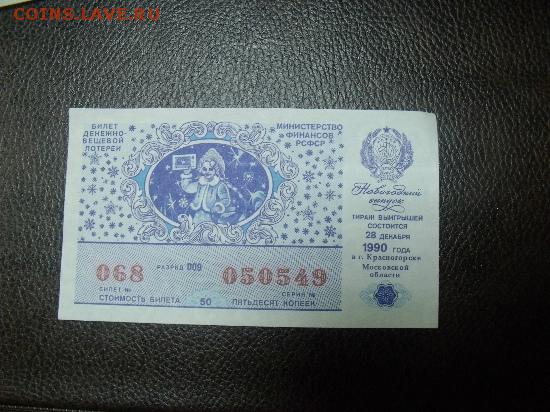 COINS.LAVE.RU
БИЛЕТ
ДЕНЕЖНО-
ВЕЩЕВОЙ
ЛОТЕРЕИ
МИНИСТЕРСТВО
ФИНАНСОВ
РСФСР
Новогодний
выпуск
ТИРАЖ ВЫИГРЫШЕЙ
СОСТОИТСЯ
28 ДЕКАБРЯ
1990 ГОДА
в г. Красногорске
Московской
области
068 РАЗРЯД 009 050549
БИЛЕТ № СЕРИЯ №
СТОИМОСТЬ БИЛЕТА 50 ПЯТЬДЕСЯТ КОПЕЕК